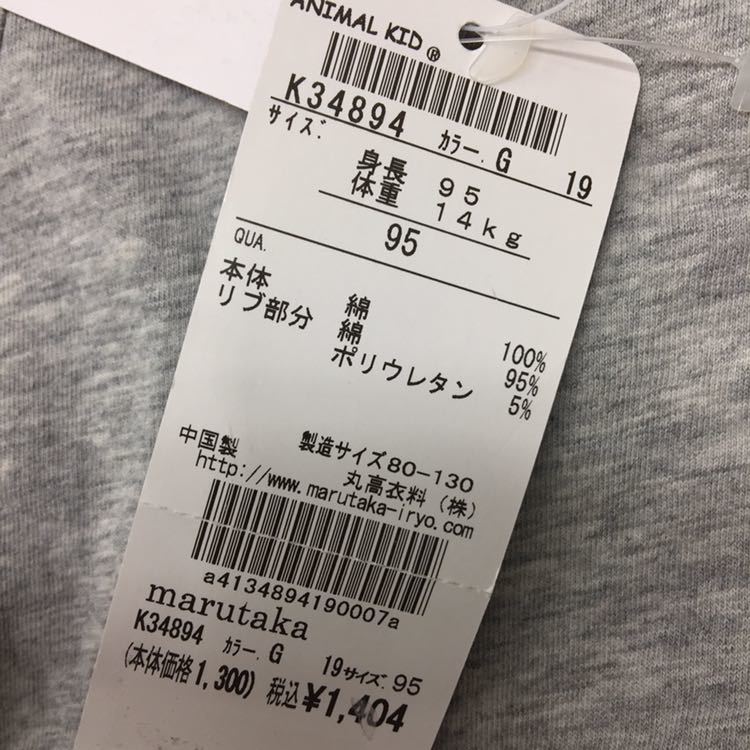 ANIMAL KID®
K34894 カラー. G 19
サイズ:
身長 95
体重 14kg
95
QUA.
本体 綿 100%
リブ部分 綿 95%
ポリウレタン 5%
中国製 製造サイズ80-130
丸高衣料(株)
http://www.marutaka-iryo.com
a41348941900​07a
marutaka
K34894 カラー. G 19サイズ:95
(本体価格1,300) 税込¥1,404